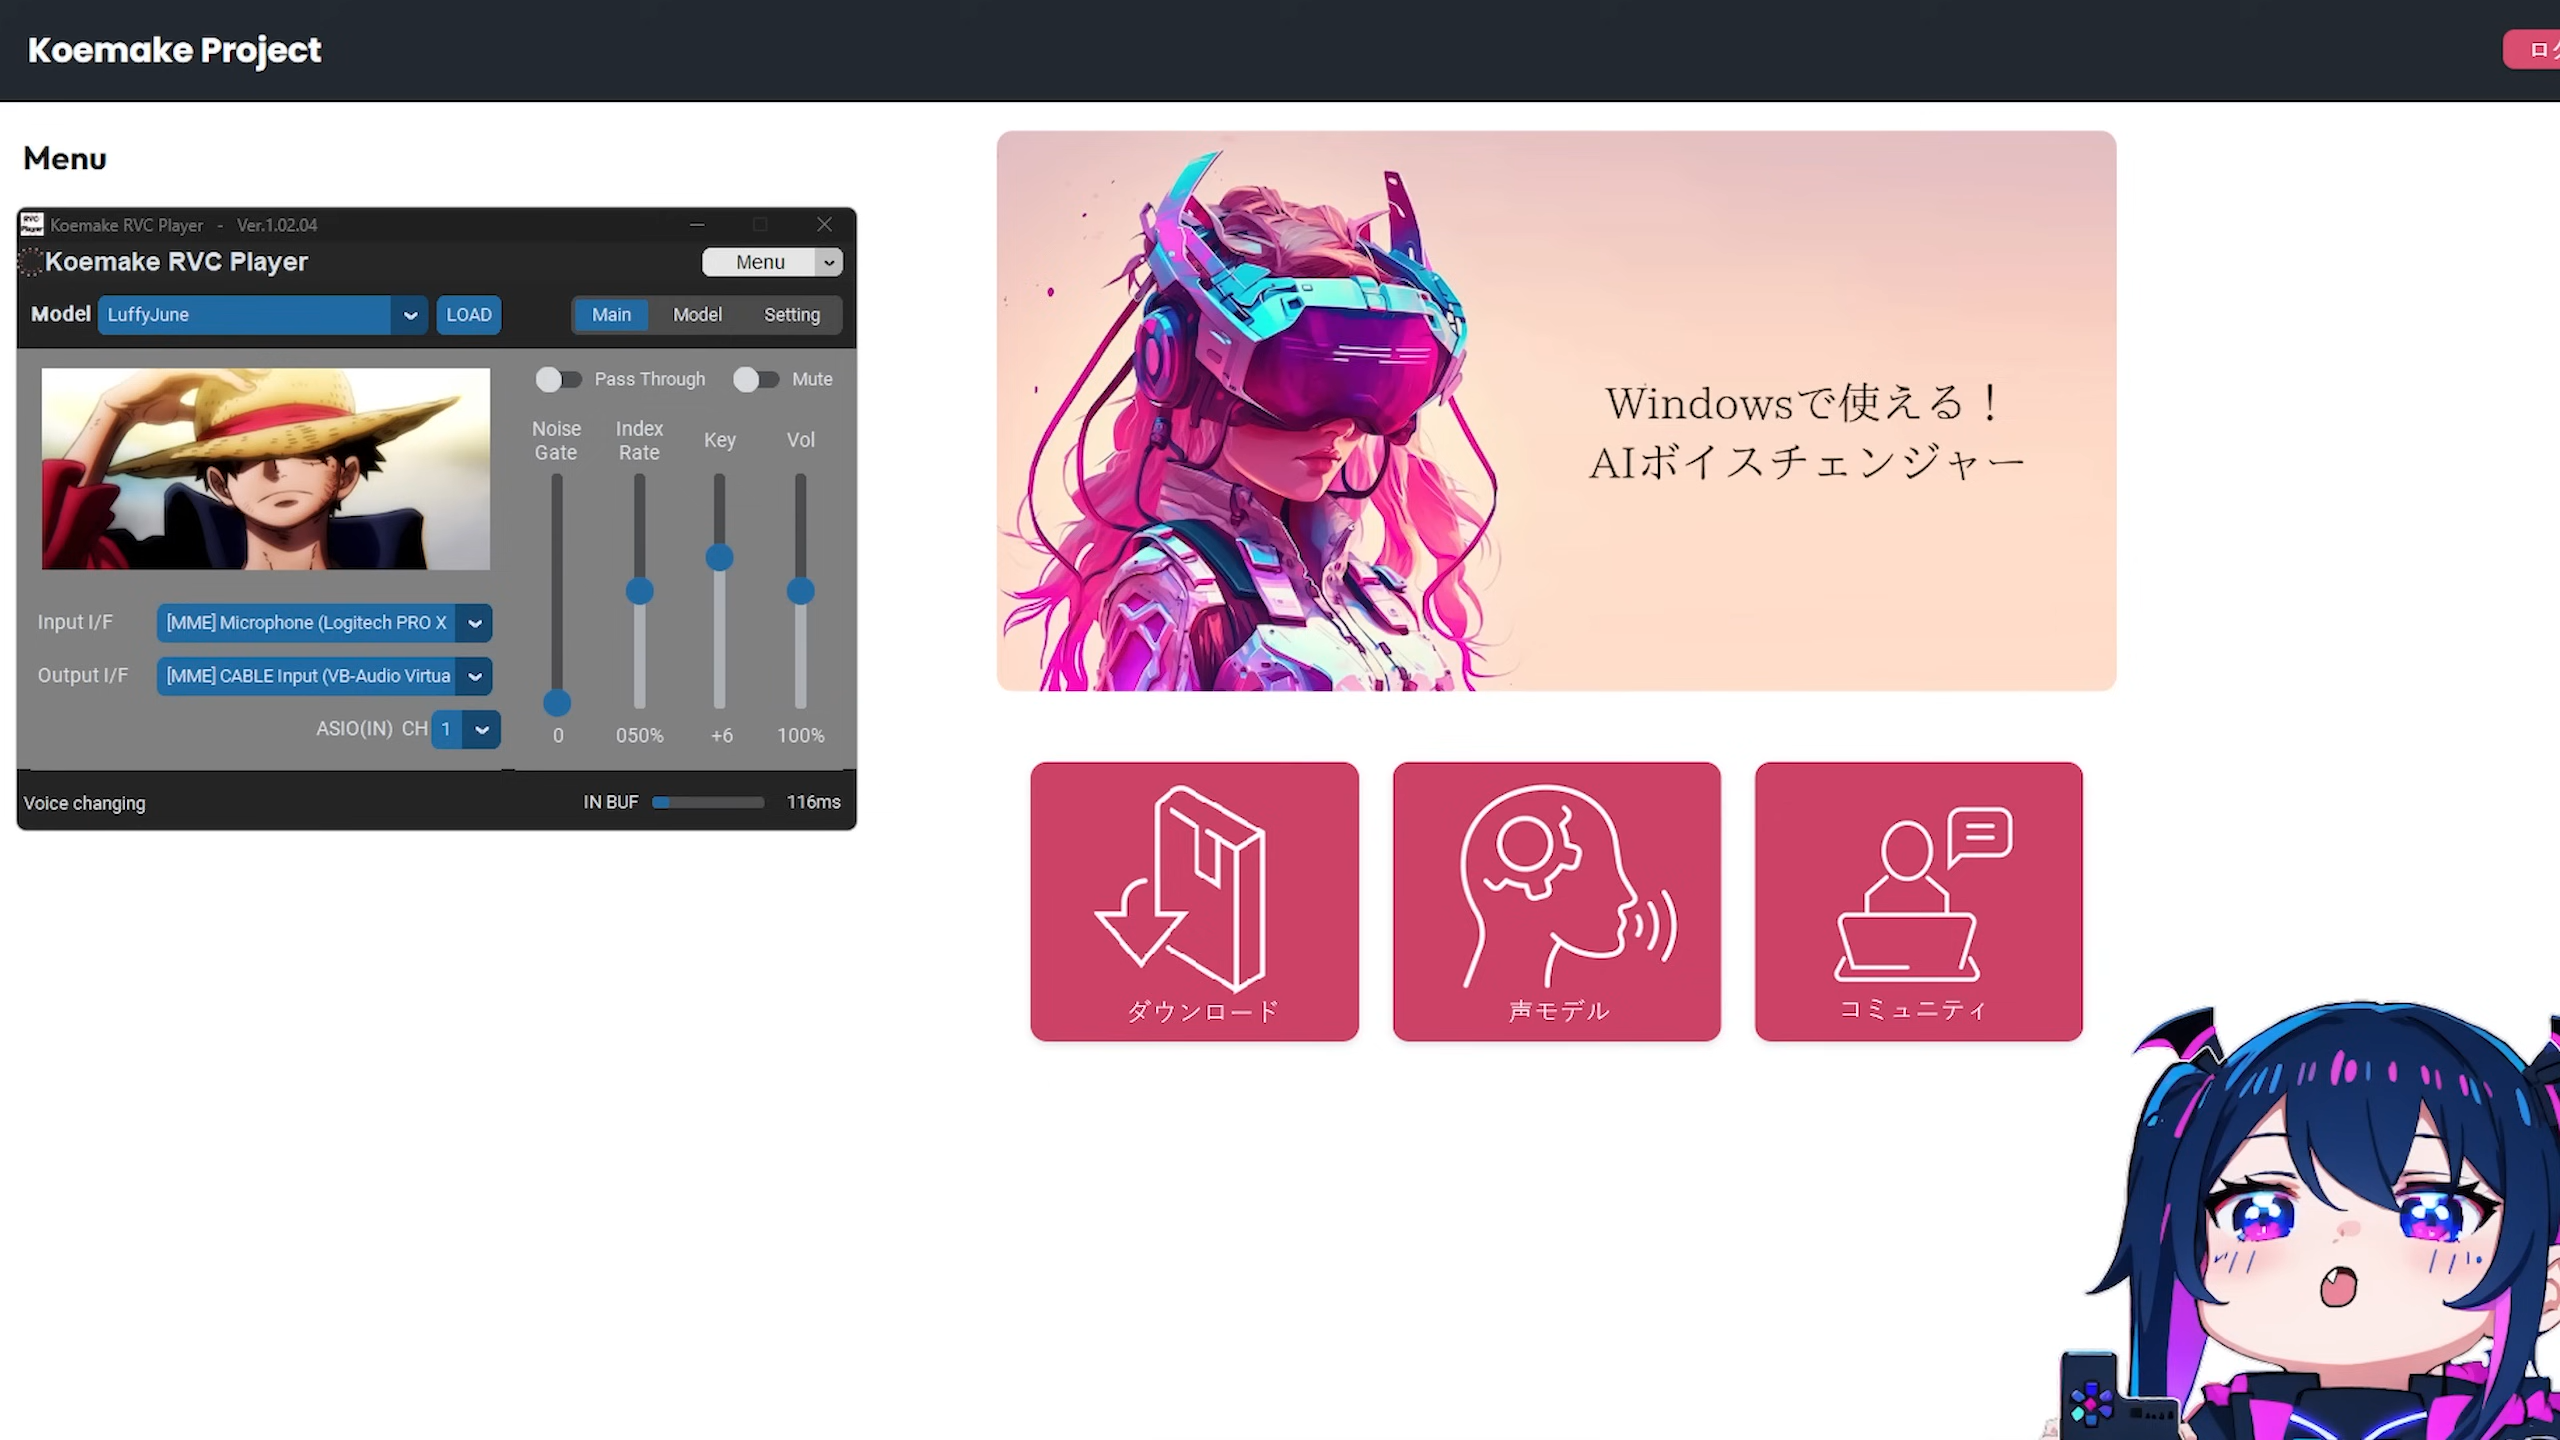 Koemake Project
Menu
Koemake RVC Player - Ver.1.02.04
Koemake RVC Player
Menu
Model
LuffyJune
LOAD
Main
Model
Setting
Pass Through
Mute
Noise
Gate
Index
Rate
Key
Vol
Input I/F
[MME] Microphone (Logitech PRO X
Output I/F
[MME] CABLE Input (VB-Audio Virtua
ASIO(IN) CH
1
0
050%
+6
100%
Voice changing
IN BUF
116ms
Windowsで使える！
AIボイスチェンジャー
ダウンロード
声モデル
コミュニティ